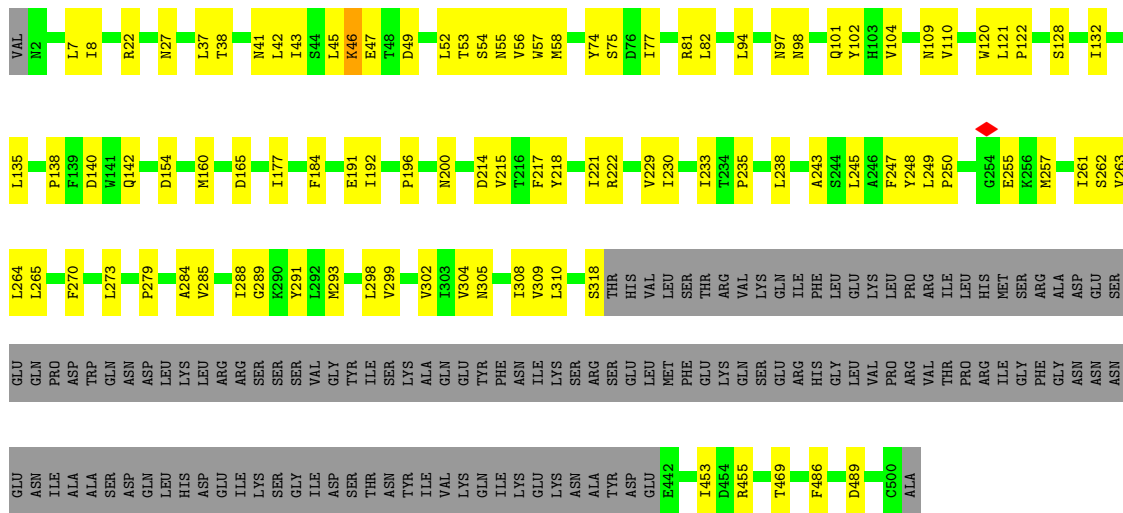 VAL N2 L7 I8 R22 N27 L37 T38 N41 L42 I43 S44 L45 K46 E47 T48 D49 L52 T53 S54 N55 V56 W57 M58 Y74 S75 D76 I77 R81 L82 L94 N97 N98 Q101 Y102 H103 V104 N109 V110 W120 L121 P122 S128 I132
L135 P138 F139 D140 W141 Q142 D154 M160 D165 I177 F184 E191 I192 P196 N200 D214 V215 T216 F217 Y218 I221 R222 V229 I230 I233 T234 P235 L238 A243 S244 L245 A246 F247 Y248 L249 P250 G254 E255 K256 M257 I261 S262 V263
L264 L265 F270 L273 P279 A284 V285 I288 G289 K290 Y291 L292 M293 L298 V299 V302 I303 V304 N305 I308 V309 L310 S318 THR HIS VAL LEU SER THR ARG VAL LYS GLN ILE PHE LEU GLU LYS LEU PRO ARG ILE LEU HIS MET SER ARG ALA ASP GLU SER
GLU GLN PRO ASP TRP GLN ASN ASP LEU LYS LEU ARG ARG SER SER SER VAL GLY TYR ILE SER LYS ALA GLN GLU TYR PHE ASN ILE LYS SER ARG SER GLU LEU MET PHE GLU LYS GLN SER GLU ARG HIS GLY LEU VAL PRO ARG VAL THR PRO ARG ILE GLY PHE GLY ASN ASN ASN
GLU ASN ILE ALA ALA SER ASP GLN LEU HIS ASP GLU ILE LYS SER GLY ILE ASP SER THR ASN TYR ILE VAL LYS GLN ILE LYS GLU LYS ASN ALA TYR ASP GLU E442 I453 D454 R455 T469 F486 D489 C500 ALA